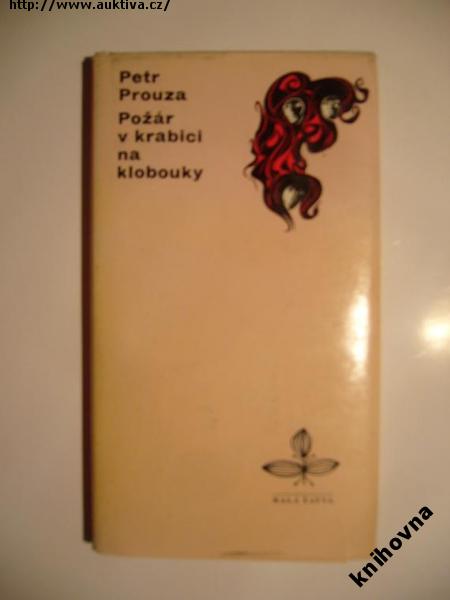 http://www.auktiva.cz/
Petr
Prouza
Požár
v krabici
na
klobouky
knihovna